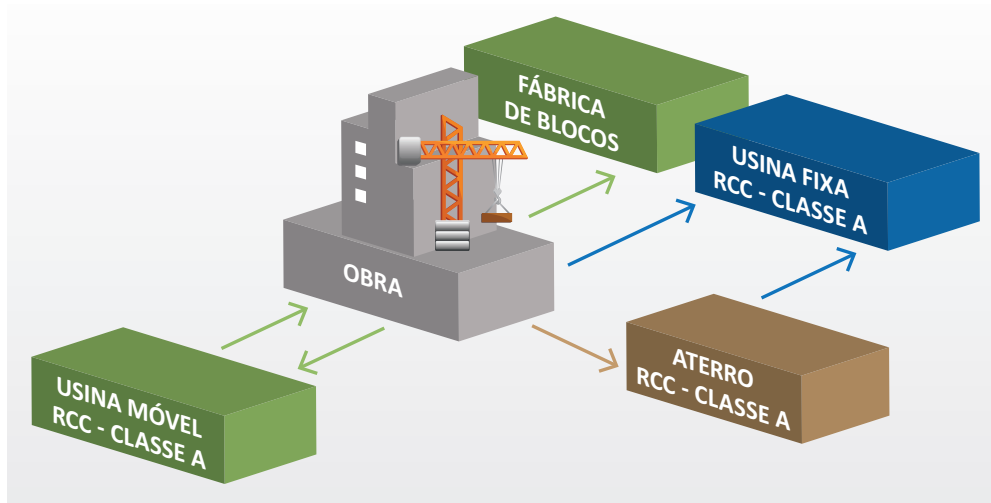 FÁBRICA
DE BLOCOS
USINA FIXA
RCC - CLASSE A
OBRA
ATERRO
RCC - CLASSE A
USINA MÓVEL
RCC - CLASSE A